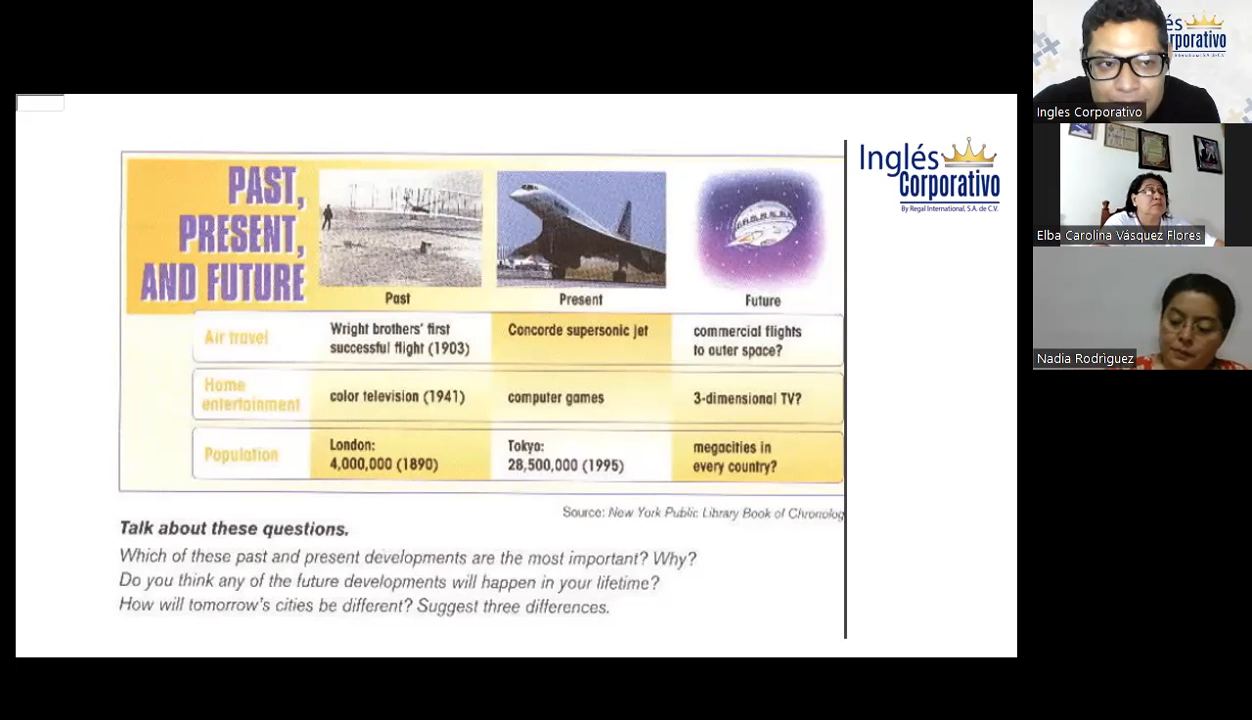 PAST,
PRESENT,
AND FUTURE
Past
Present
Future
Air travel
Wright brothers' first
successful flight (1903)
Concorde supersonic jet
commercial flights
to outer space?
Home
entertainment
color television (1941)
computer games
3-dimensional TV?
Population
London:
4,000,000 (1890)
Tokyo:
28,500,000 (1995)
megacities in
every country?
Source: New York Public Library Book of Chronolog
Talk about these questions.
Which of these past and present developments are the most important? Why?
Do you think any of the future developments will happen in your lifetime?
How will tomorrow's cities be different? Suggest three differences.
Inglés
Corporativo
By Regal International, S.A. de C.V.
és
rporativo
Ingles Corporativo
Elba Carolina Vásquez Flores
Nadia Rodriguez